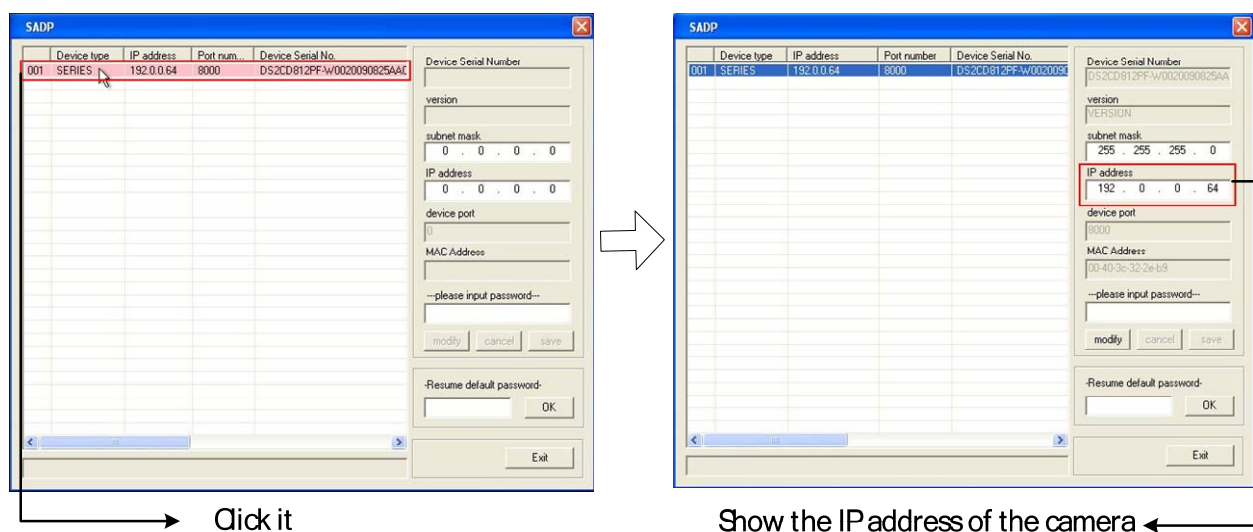 SADP
Device type IP address Port num... Device Serial No.
001 SERIES 192.0.0.64 8000 DS2CD812PF-W0020090825AAC
Device Serial Number
version
subnet mask
0 . 0 . 0 . 0
IP address
0 . 0 . 0 . 0
device port
0
MAC Address
---please input password---
modify cancel save
-Resume default password-
OK
Exit
Click it
SADP
Device type IP address Port number Device Serial No.
001 SERIES 192.0.0.64 8000 DS2CD812PF-W0020090
Device Serial Number
DS2CD812PF-W0020090825AA
version
VERSION
subnet mask
255 . 255 . 255 . 0
IP address
192 . 0 . 0 . 64
device port
8000
MAC Address
00-40-3c-32-2e-b9
---please input password---
modify cancel save
-Resume default password-
OK
Exit
Show the IP address of the camera